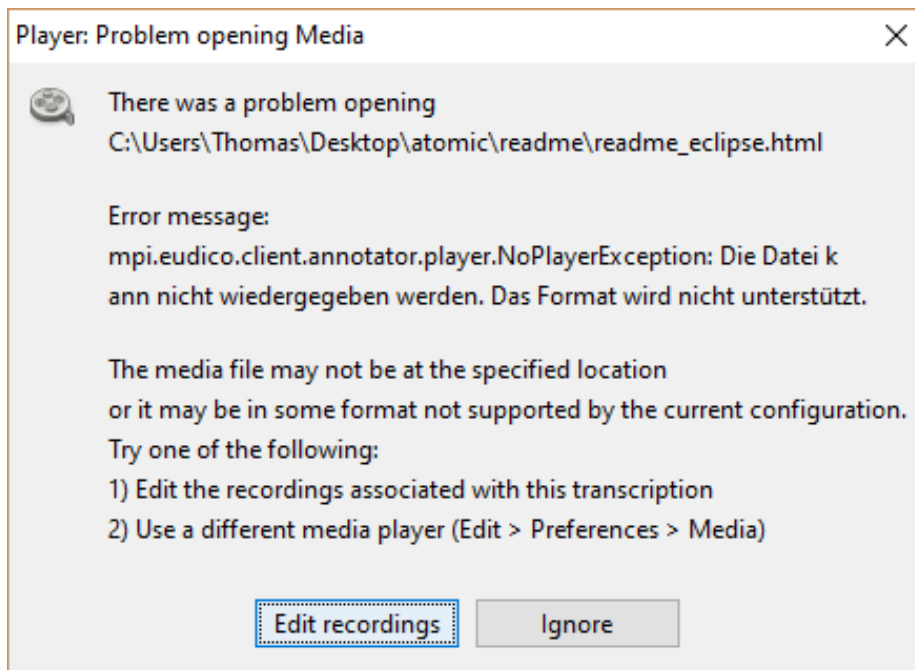 Player: Problem opening Media
There was a problem opening
C:\Users\Thomas\Desktop\atomic\readme\readme_eclipse.html
Error message:
mpi.eudico.client.annotator.player.NoPlayerException: Die Datei k
ann nicht wiedergegeben werden. Das Format wird nicht unterstützt.
The media file may not be at the specified location
or it may be in some format not supported by the current configuration.
Try one of the following:
1) Edit the recordings associated with this transcription
2) Use a different media player (Edit > Preferences > Media)
Edit recordings
Ignore